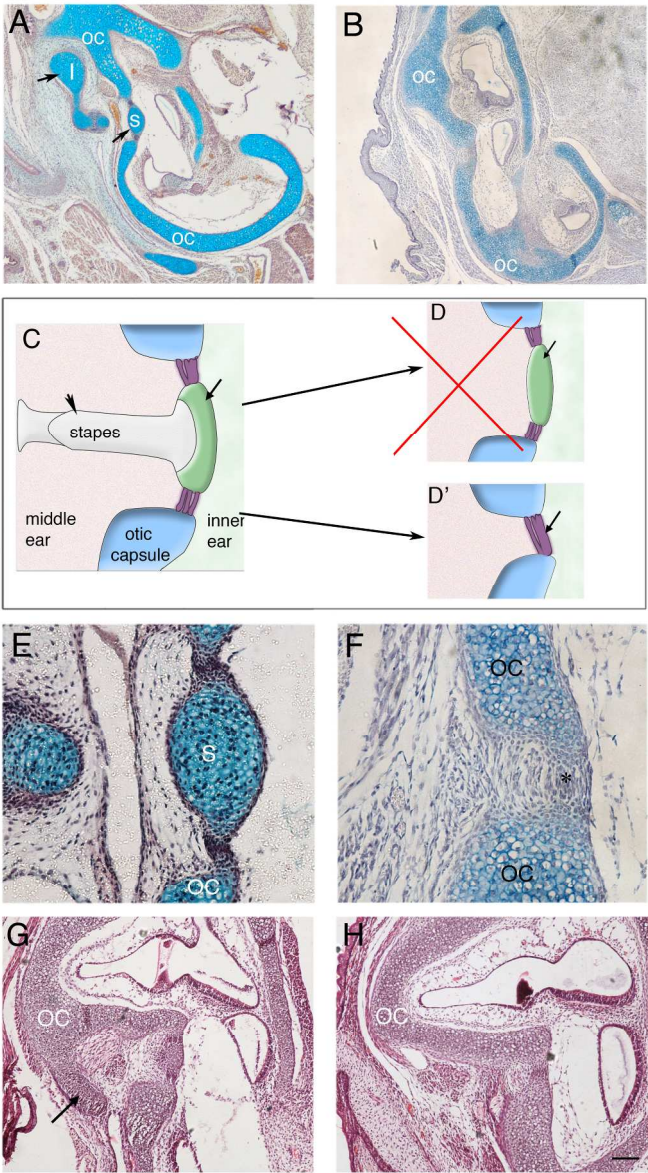 A
OC
I
S
OC
B
OC
OC
C
stapes
middle
ear
otic
capsule
inner
ear
D
D'
E
S
OC
F
OC
*
OC
G
OC
H
OC